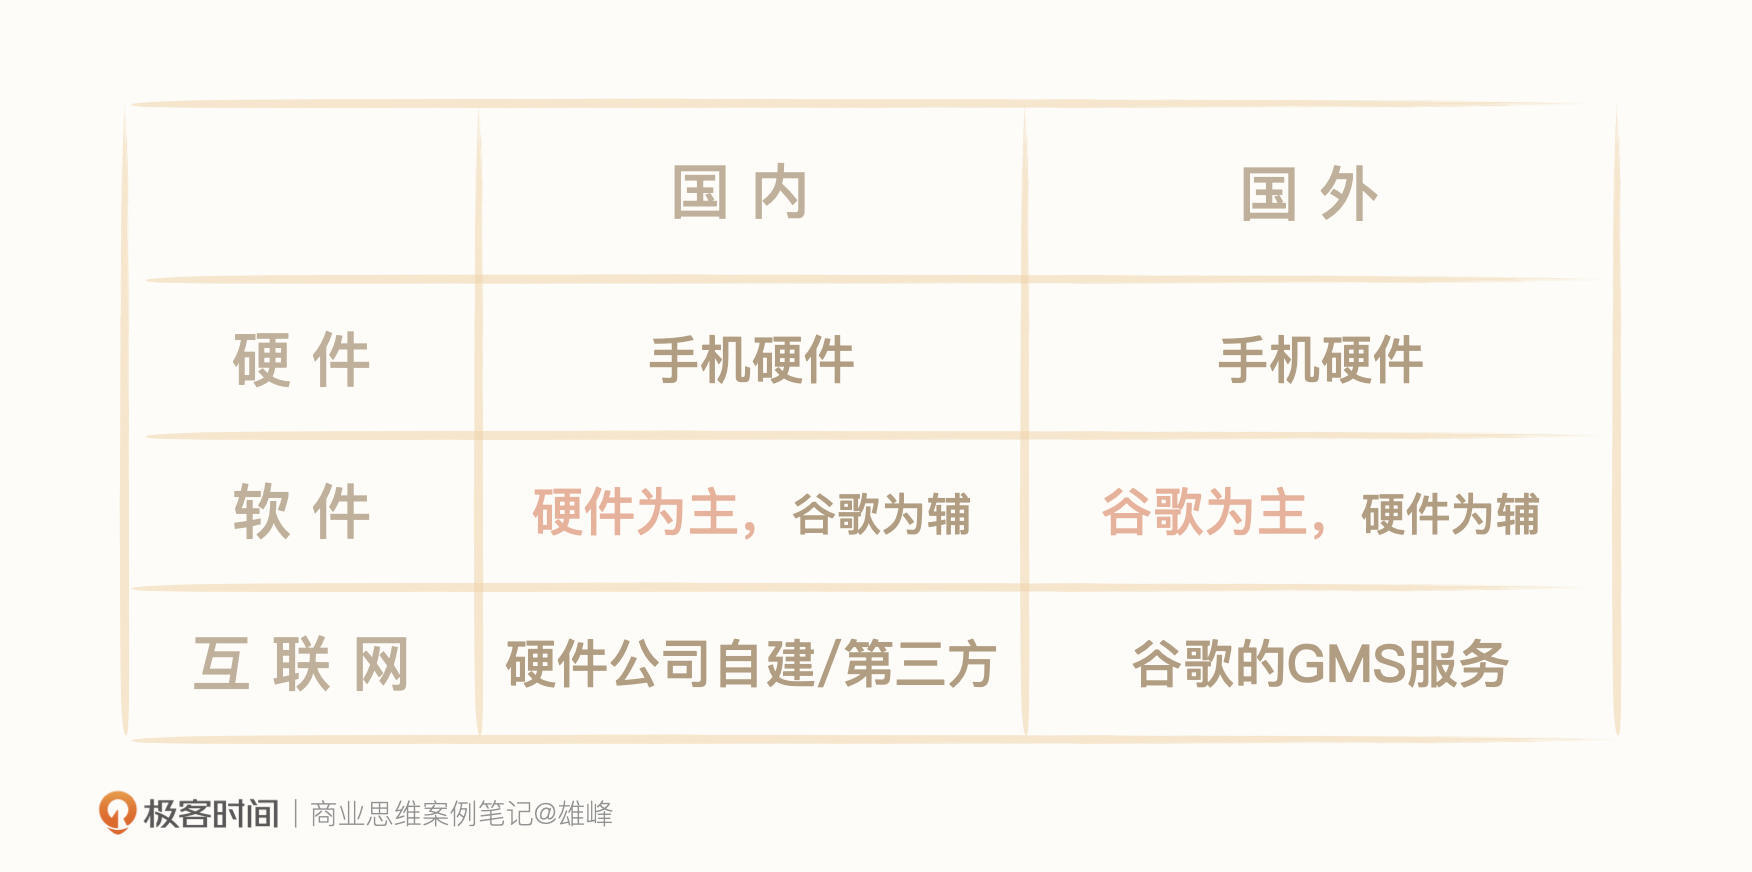 国内 国外
硬件 手机硬件 手机硬件
软件 硬件为主，谷歌为辅 谷歌为主，硬件为辅
互联网 硬件公司自建/第三方 谷歌的GMS服务
极客时间 | 商业思维案例笔记@雄峰